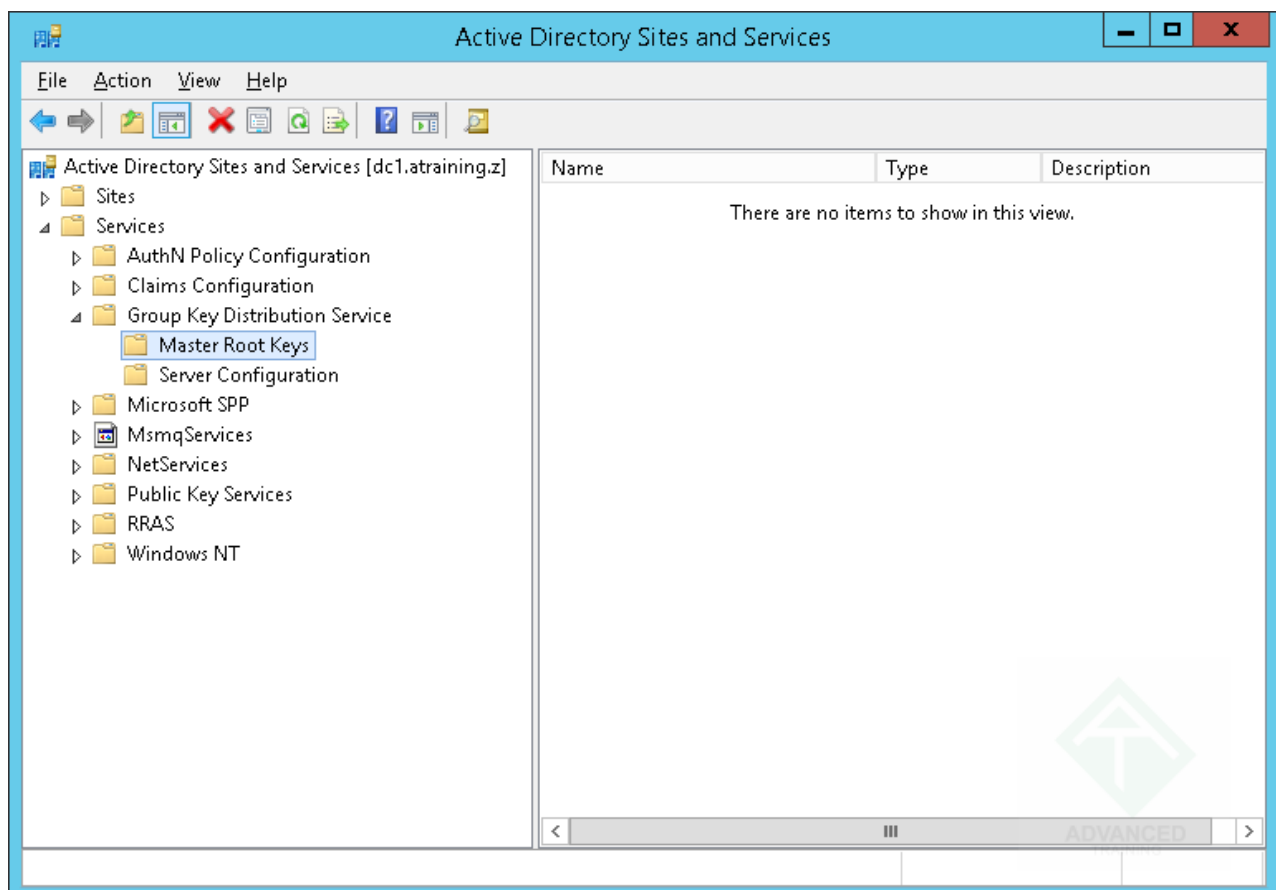 Active Directory Sites and Services
File Action View Help
Active Directory Sites and Services [dc1.atraining.z]
Sites
Services
AuthN Policy Configuration
Claims Configuration
Group Key Distribution Service
Master Root Keys
Server Configuration
Microsoft SPP
MsmqServices
NetServices
Public Key Services
RRAS
Windows NT
Name Type Description
There are no items to show in this view.
ADVANCED
TRAINING